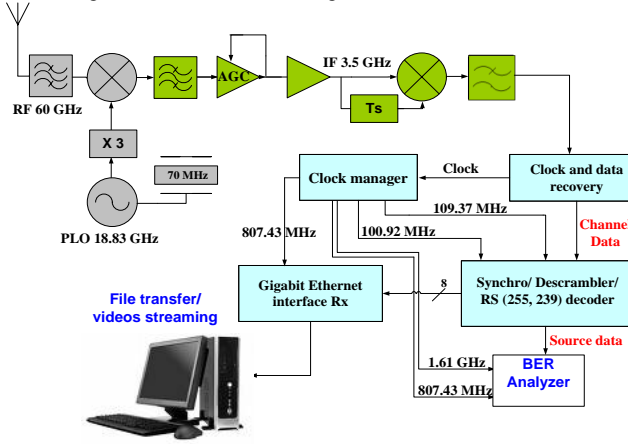 IF 3.5 GHz
AGC
RF 60 GHz
Ts
X 3
70 MHz
PLO 18.83 GHz
Clock manager
Clock
Clock and data
recovery
109.37 MHz
Channel
Data
807.43 MHz
100.92 MHz
Gigabit Ethernet
interface Rx
8
Synchro/ Descrambler/
RS (255, 239) decoder
File transfer/
videos streaming
Source data
1.61 GHz
BER
Analyzer
807.43 MHz